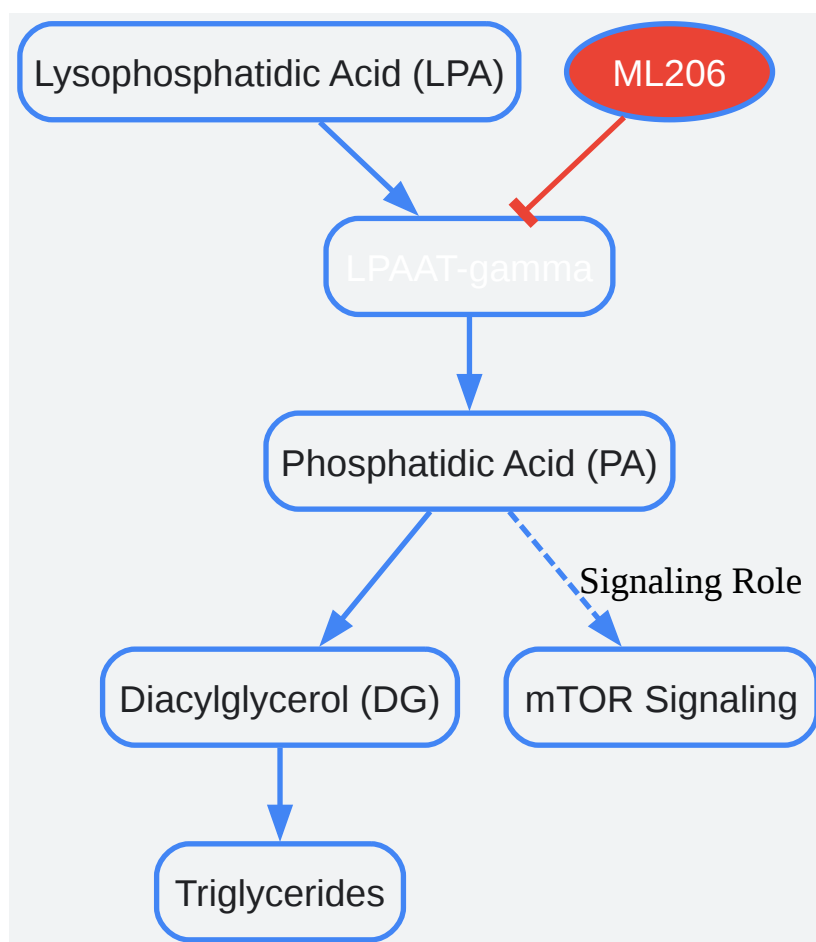 Lysophosphatidic Acid (LPA)
ML206
LPAAT-gamma
Phosphatidic Acid (PA)
Signaling Role
Diacylglycerol (DG)
mTOR Signaling
Triglycerides